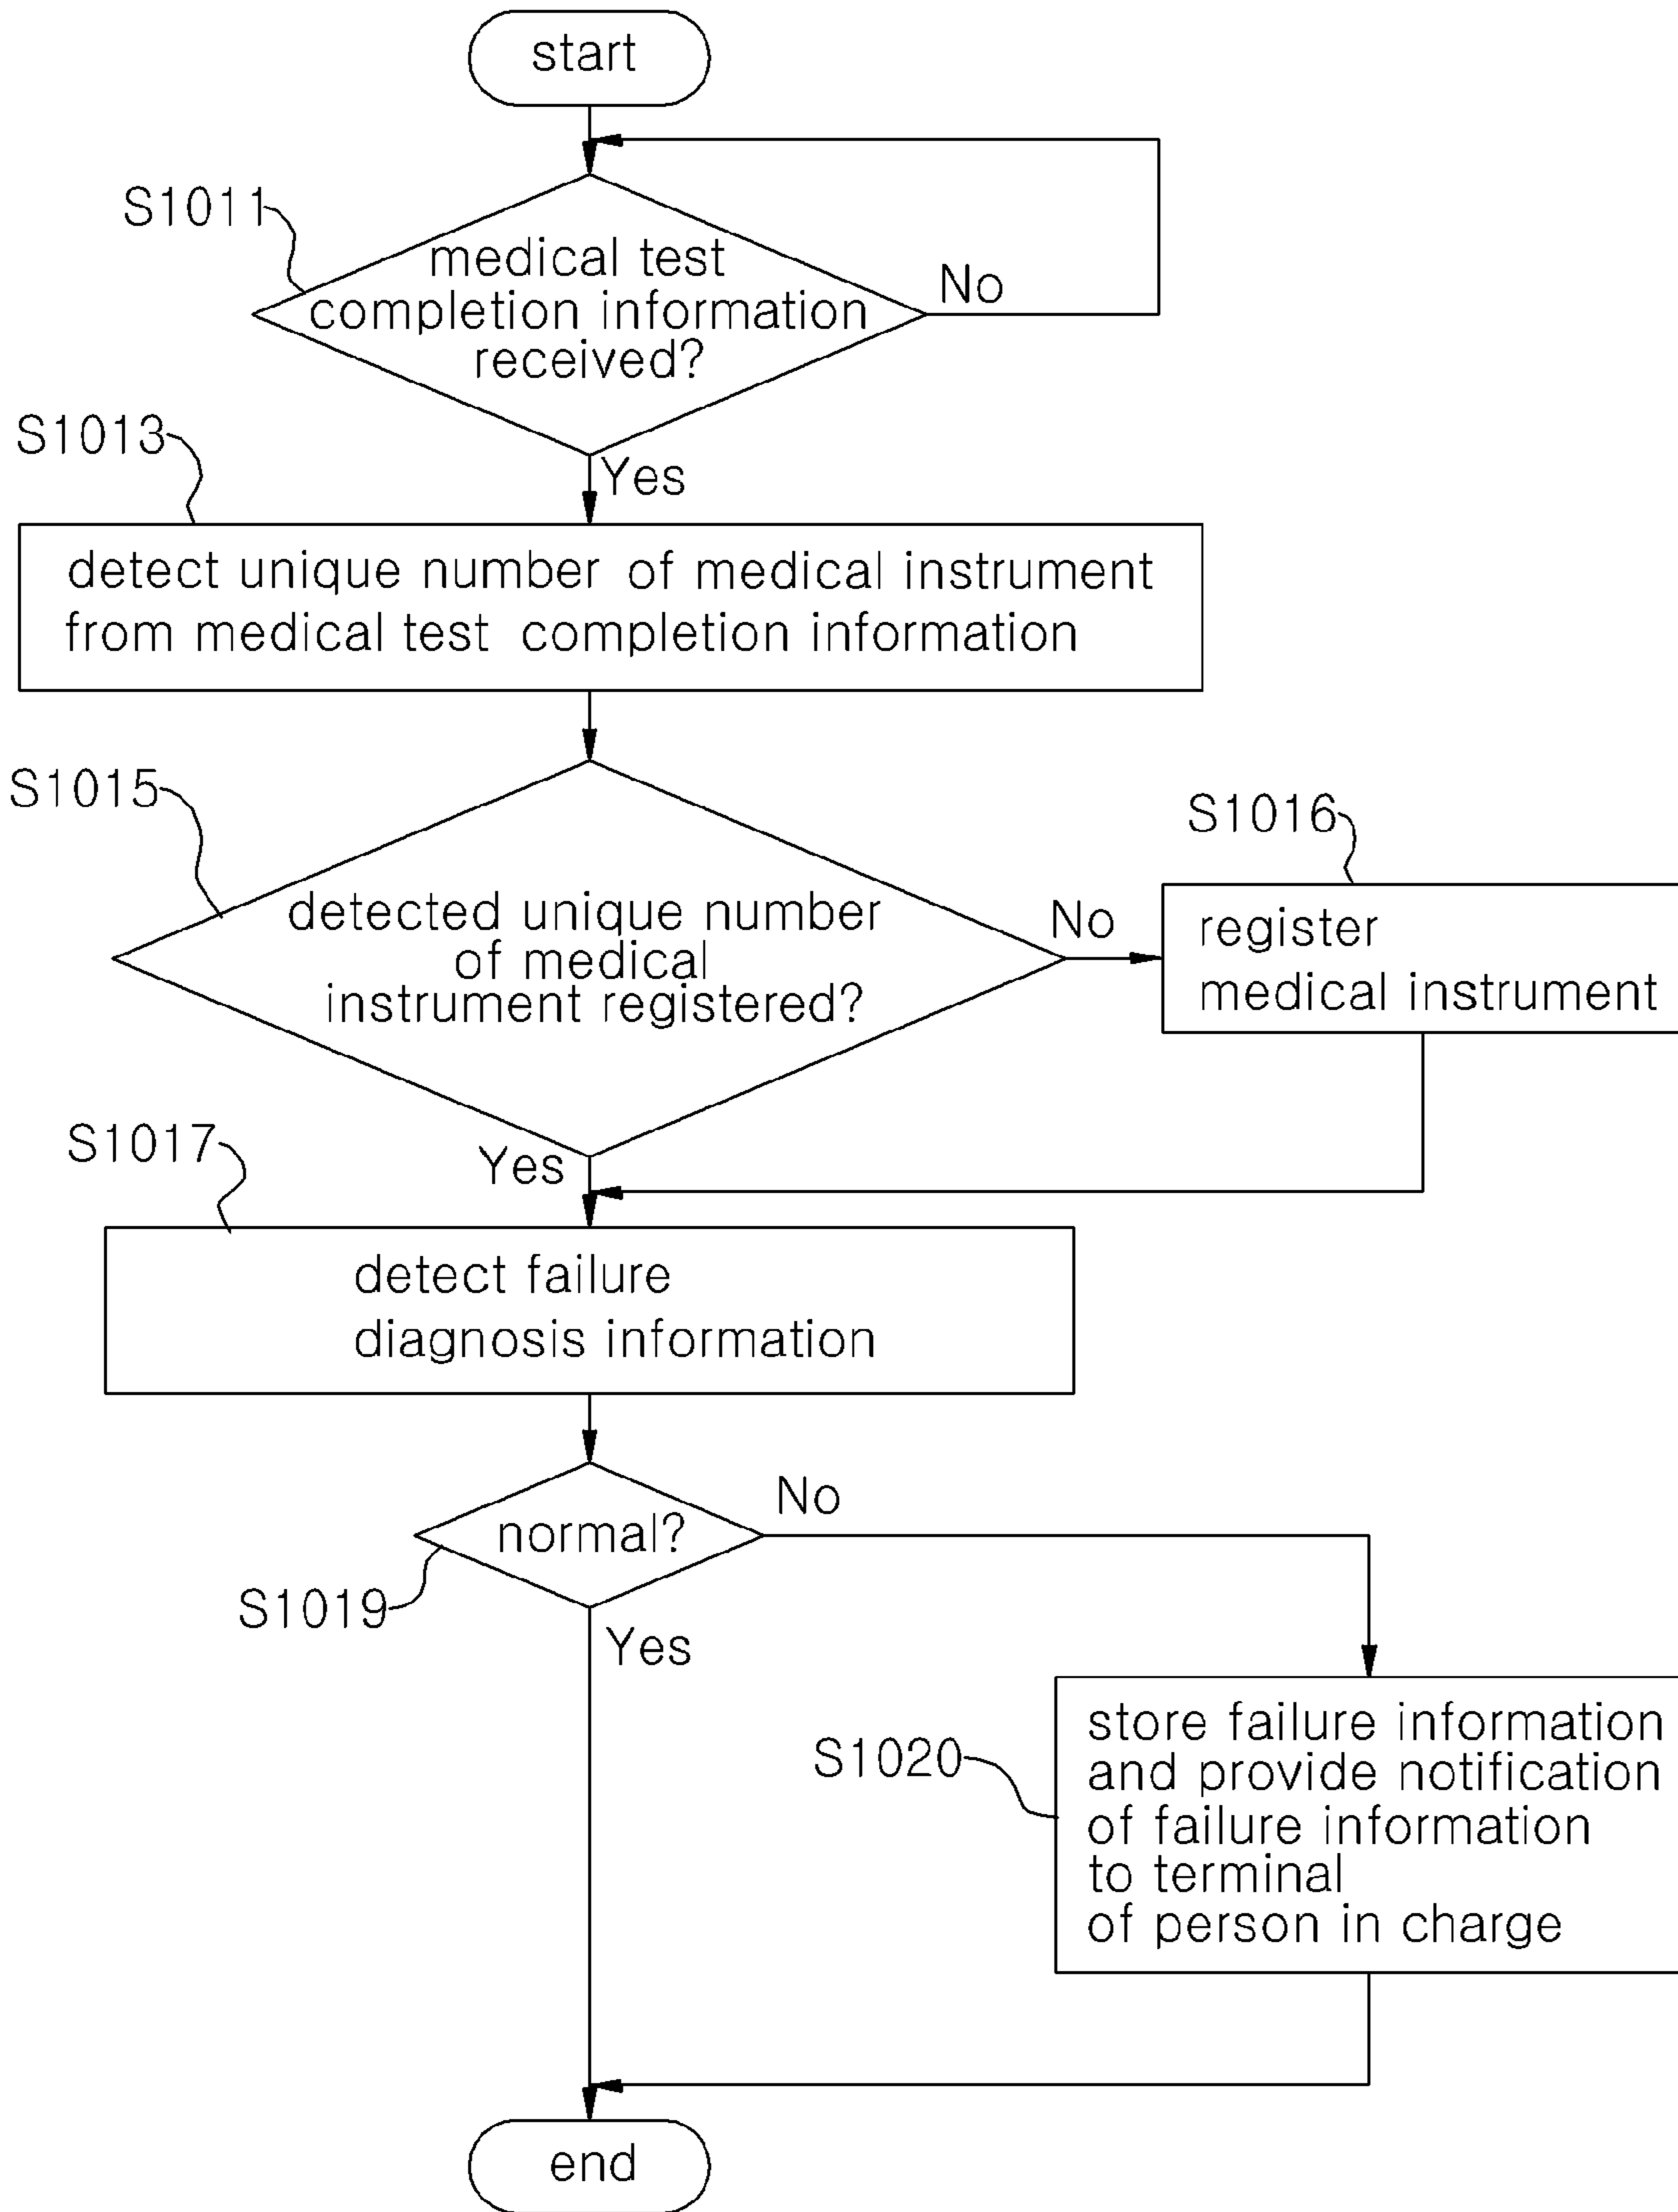 start
S1011
medical test
completion information
received?
No
S1013
Yes
detect unique number of medical instrument
from medical test completion information
S1015
S1016
detected unique number
of medical
instrument registered?
No
register
medical instrument
S1017
Yes
detect failure
diagnosis information
normal?
No
S1019
Yes
S1020
store failure information
and provide notification
of failure information
to terminal
of person in charge
end